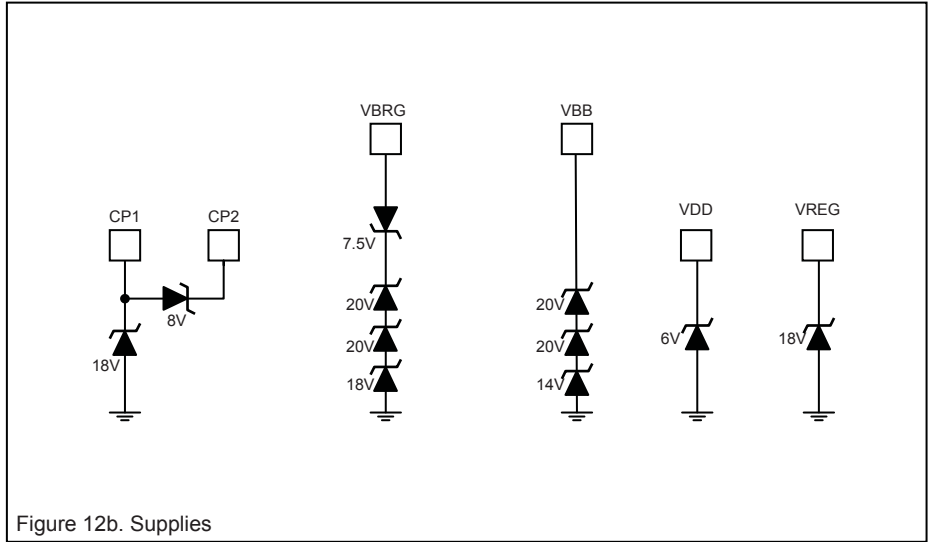 VBRG
VBB
CP1
CP2
VDD
VREG
7.5V
8V
20V
20V
18V
20V
18V
20V
20V
14V
6V
18V
Figure 12b. Supplies